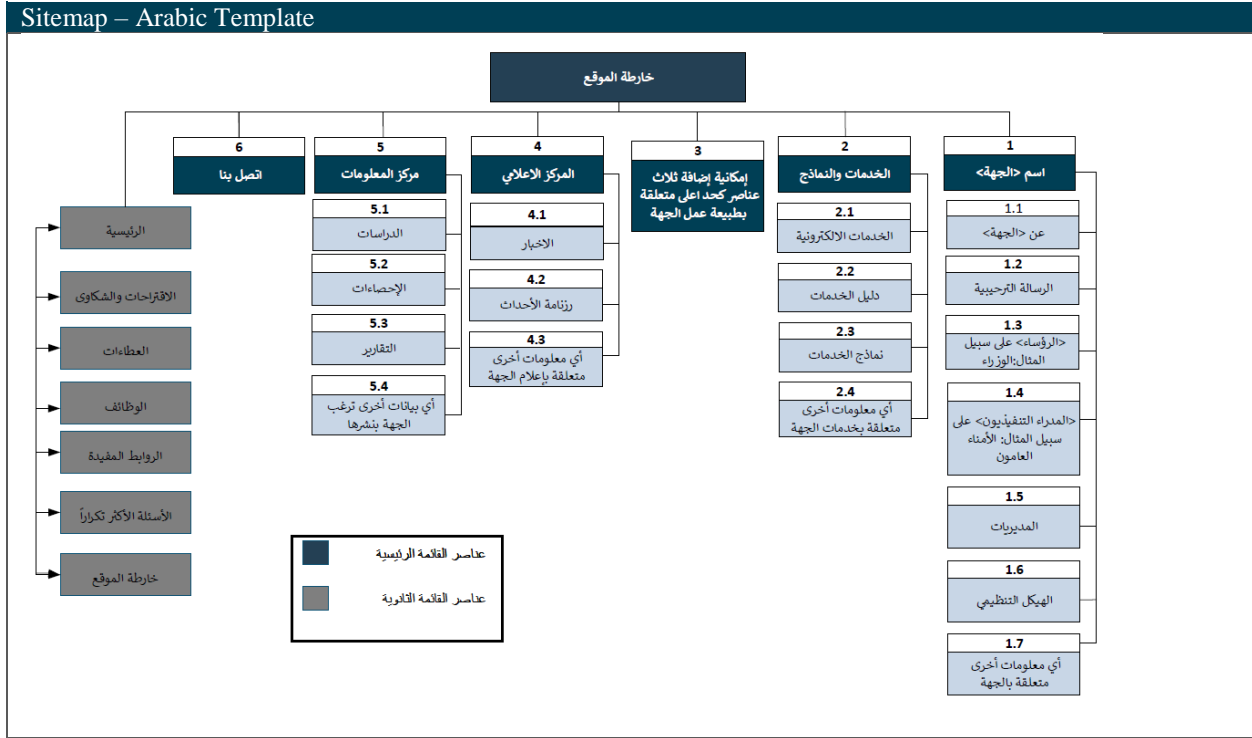 Sitemap – Arabic Template
خارطة الموقع
1
اسم <الجهة>
1.1
عن <الجهة>
1.2
الرسالة الترحيبية
1.3
<الرؤساء> على سبيل
المثال:الوزراء
1.4
<المدراء التنفيذيون> على
سبيل المثال: الأمناء
العامون
1.5
المديريات
1.6
الهيكل التنظيمي
1.7
أي معلومات أخرى
متعلقة بالجهة
2
الخدمات والنماذج
2.1
الخدمات الالكترونية
2.2
دليل الخدمات
2.3
نماذج الخدمات
2.4
أي معلومات أخرى
متعلقة بخدمات الجهة
3
إمكانية إضافة ثلاث
عناصر كحد اعلى متعلقة
بطبيعة عمل الجهة
4
المركز الاعلامي
4.1
الاخبار
4.2
رزنامة الأحداث
4.3
أي معلومات أخرى
متعلقة بإعلام الجهة
5
مركز المعلومات
5.1
الدراسات
5.2
الإحصاءات
5.3
التقارير
5.4
أي بيانات أخرى ترغب
الجهة بنشرها
6
اتصل بنا
الرئيسية
الاقتراحات والشكاوى
العطاءات
الوظائف
الروابط المفيدة
الأسئلة الأكثر تكراراً
خارطة الموقع
عناصر القائمة الرئيسية
عناصر القائمة الثانوية